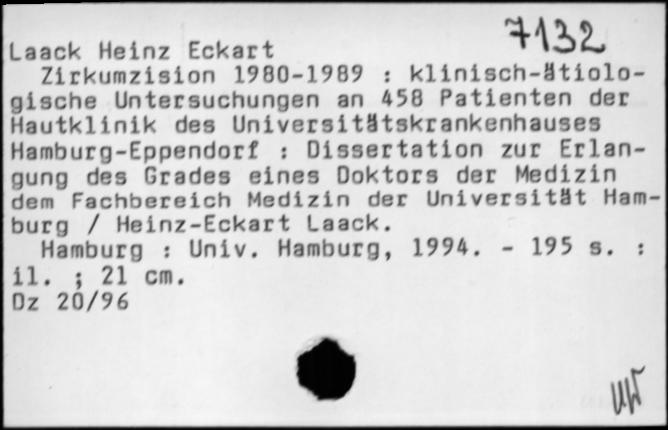 7132
Laack Heinz Eckart
Zirkumzision 1980-1989 : klinisch-ätiolo-
gische Untersuchungen an 458 Patienten der
Hautklinik des Universitätskrankenhauses
Hamburg-Eppendorf : Dissertation zur Erlan-
gung des Grades eines Doktors der Medizin
dem Fachbereich Medizin der Universität Ham-
burg / Heinz-Eckart Laack.
Hamburg : Univ. Hamburg, 1994. - 195 s. :
il. ; 21 cm.
Dz 20/96